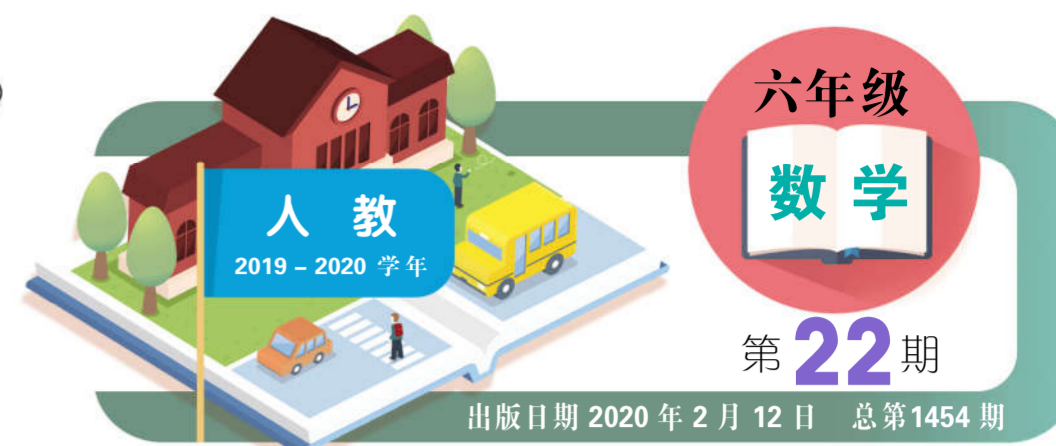 人 教
2019 – 2020 学年
六年级
数 学
第 22 期
出版日期 2020 年 2 月 12 日 总第1454 期